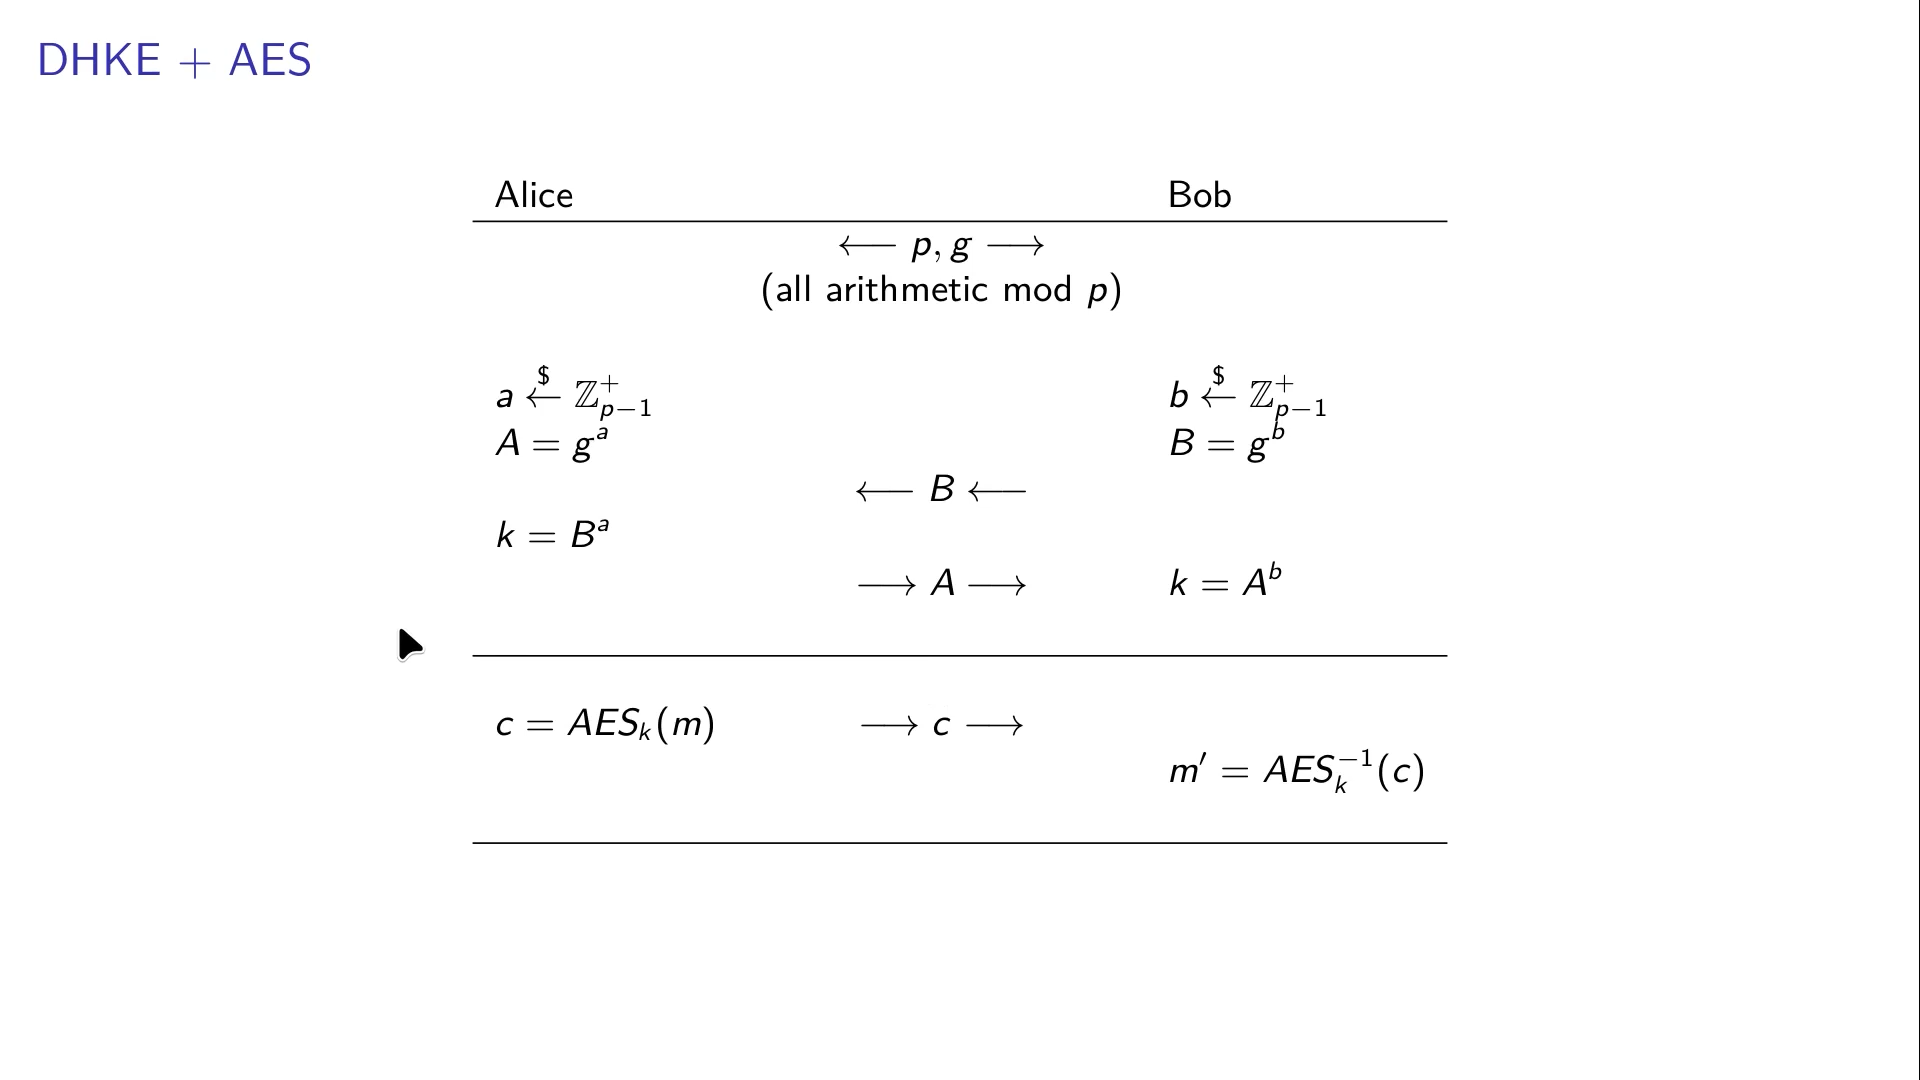 DHKE + AES
Alice Bob
⟵ p, g ⟶
(all arithmetic mod p)
a ←$ ℤ⁺ₚ₋₁ b ←$ ℤ⁺ₚ₋₁
A = gᵃ B = gᵇ
⟵ B ⟵
k = Bᵃ
⟶ A ⟶ k = Aᵇ
c = AESₖ(m) ⟶ c ⟶
m′ = AESₖ⁻¹(c)